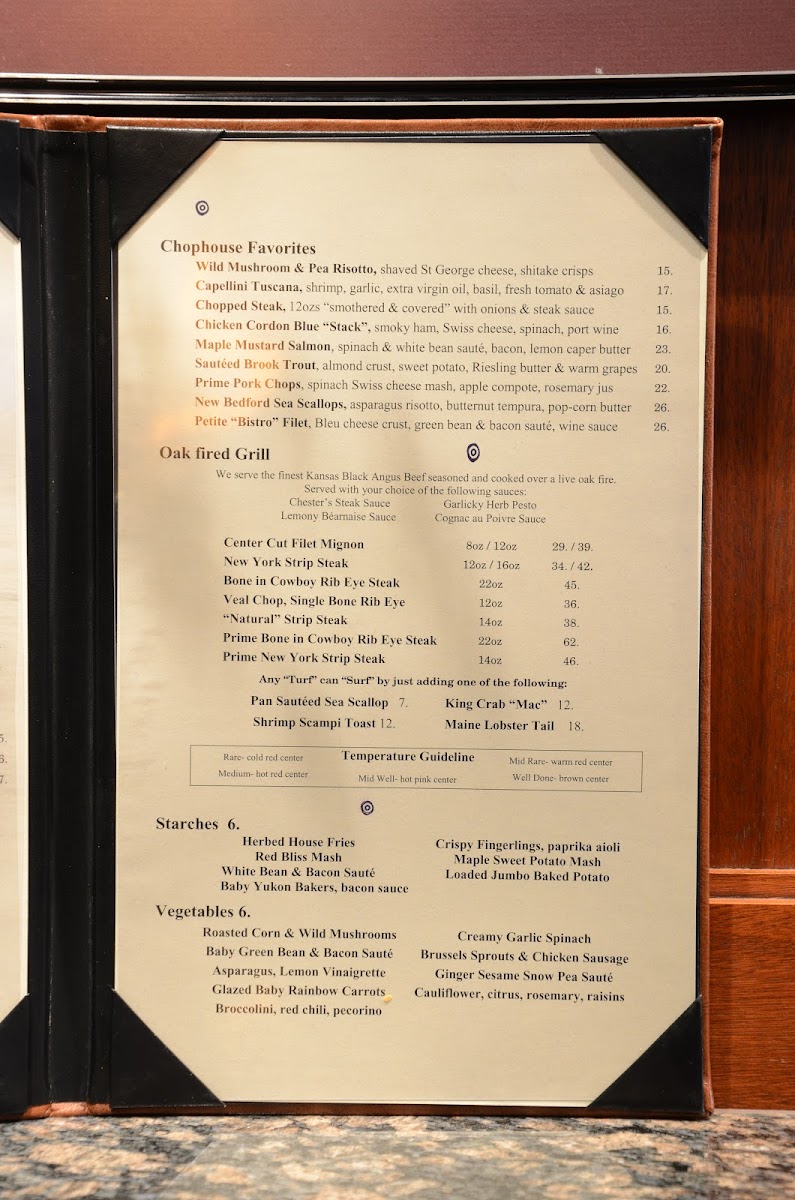 Chophouse Favorites
Wild Mushroom & Pea Risotto, shaved St George cheese, shitake crisps 15.
Capellini Tuscana, shrimp, garlic, extra virgin oil, basil, fresh tomato & asiago 17.
Chopped Steak, 12ozs “smothered & covered” with onions & steak sauce 15.
Chicken Cordon Blue “Stack”, smoky ham, Swiss cheese, spinach, port wine 16.
Maple Mustard Salmon, spinach & white bean sauté, bacon, lemon caper butter 23.
Sautéed Brook Trout, almond crust, sweet potato, Riesling butter & warm grapes 20.
Prime Pork Chops, spinach Swiss cheese mash, apple compote, rosemary jus 22.
New Bedford Sea Scallops, asparagus risotto, butternut tempura, pop-corn butter 26.
Petite “Bistro” Filet, Bleu cheese crust, green bean & bacon sauté, wine sauce 26.
Oak fired Grill
We serve the finest Kansas Black Angus Beef seasoned and cooked over a live oak fire.
Served with your choice of the following sauces:
Chester’s Steak Sauce Garlicky Herb Pesto
Lemony Béarnaise Sauce Cognac au Poivre Sauce
Center Cut Filet Mignon 8oz / 12oz 29. / 39.
New York Strip Steak 12oz / 16oz 34. / 42.
Bone in Cowboy Rib Eye Steak 22oz 45.
Veal Chop, Single Bone Rib Eye 12oz 36.
“Natural” Strip Steak 14oz 38.
Prime Bone in Cowboy Rib Eye Steak 22oz 62.
Prime New York Strip Steak 14oz 46.
Any “Turf” can “Surf” by just adding one of the following:
Pan Sautéed Sea Scallop 7. King Crab “Mac” 12.
Shrimp Scampi Toast 12. Maine Lobster Tail 18.
Rare- cold red center Temperature Guideline Mid Rare- warm red center
Medium- hot red center Mid Well- hot pink center Well Done- brown center
Starches 6.
Herbed House Fries Crispy Fingerlings, paprika aioli
Red Bliss Mash Maple Sweet Potato Mash
White Bean & Bacon Sauté Loaded Jumbo Baked Potato
Baby Yukon Bakers, bacon sauce
Vegetables 6.
Roasted Corn & Wild Mushrooms Creamy Garlic Spinach
Baby Green Bean & Bacon Sauté Brussels Sprouts & Chicken Sausage
Asparagus, Lemon Vinaigrette Ginger Sesame Snow Pea Sauté
Glazed Baby Rainbow Carrots Cauliflower, citrus, rosemary, raisins
Broccolini, red chili, pecorino